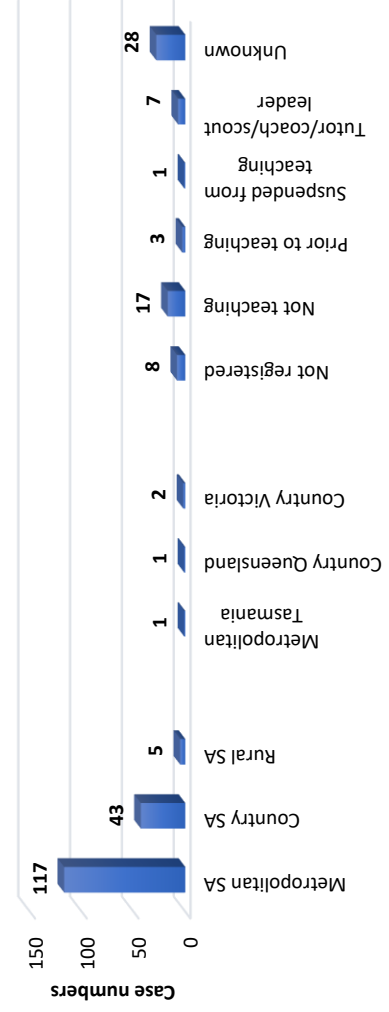 Case numbers
150
100
50
0
117
43
5
1
1
2
8
17
3
1
7
28
Metropolitan SA
Country SA
Rural SA
Metropolitan
Tasmania
Country Queensland
Country Victoria
Not registered
Not teaching
Prior to teaching
Suspended from
teaching
Tutor/coach/scout
leader
Unknown